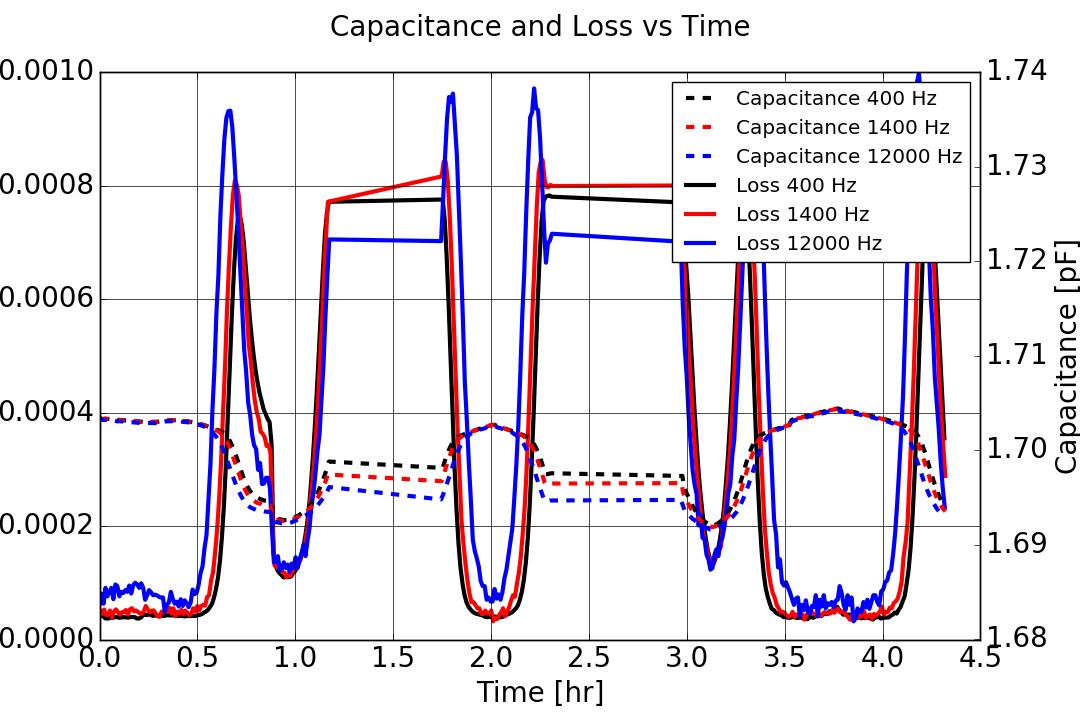 Capacitance and Loss vs Time
0.0010
0.0008
0.0006
0.0004
0.0002
0.0000
1.74
1.73
1.72
1.71
1.70
1.69
1.68
Capacitance [pF]
Capacitance 400 Hz
Capacitance 1400 Hz
Capacitance 12000 Hz
Loss 400 Hz
Loss 1400 Hz
Loss 12000 Hz
0.0 0.5 1.0 1.5 2.0 2.5 3.0 3.5 4.0 4.5
Time [hr]